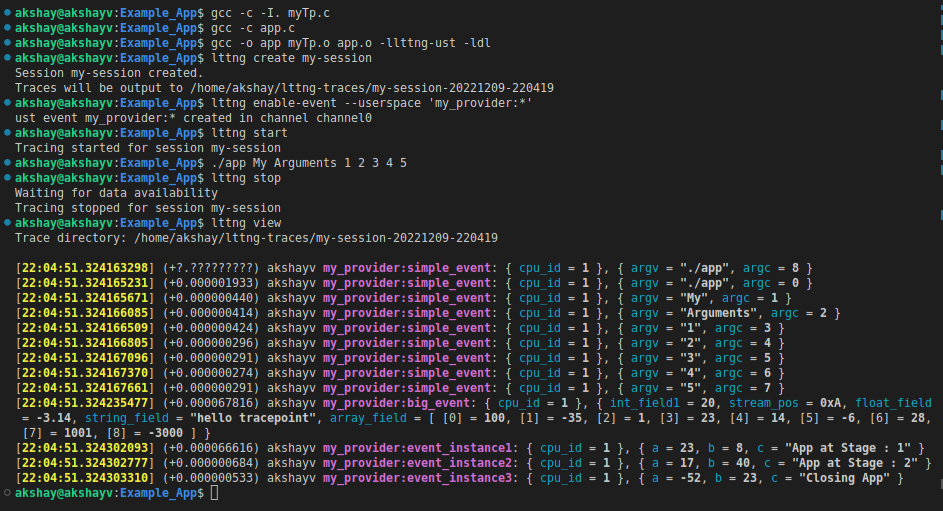 akshay@akshayv:Example_App$ gcc -c -I. myTp.c
akshay@akshayv:Example_App$ gcc -c app.c
akshay@akshayv:Example_App$ gcc -o app myTp.o app.o -llttng-ust -ldl
akshay@akshayv:Example_App$ lttng create my-session
Session my-session created.
Traces will be output to /home/akshay/lttng-traces/my-session-20221209-220419
akshay@akshayv:Example_App$ lttng enable-event --userspace 'my_provider:*'
ust event my_provider:* created in channel channel0
akshay@akshayv:Example_App$ lttng start
Tracing started for session my-session
akshay@akshayv:Example_App$ ./app My Arguments 1 2 3 4 5
akshay@akshayv:Example_App$ lttng stop
Waiting for data availability
Tracing stopped for session my-session
akshay@akshayv:Example_App$ lttng view
Trace directory: /home/akshay/lttng-traces/my-session-20221209-220419
[22:04:51.324163298] (+?.?????????) akshayv my_provider:simple_event: { cpu_id = 1 }, { argv = "./app", argc = 8 }
[22:04:51.324165231] (+0.000001933) akshayv my_provider:simple_event: { cpu_id = 1 }, { argv = "./app", argc = 0 }
[22:04:51.324165671] (+0.000000440) akshayv my_provider:simple_event: { cpu_id = 1 }, { argv = "My", argc = 1 }
[22:04:51.324166085] (+0.000000414) akshayv my_provider:simple_event: { cpu_id = 1 }, { argv = "Arguments", argc = 2 }
[22:04:51.324166509] (+0.000000424) akshayv my_provider:simple_event: { cpu_id = 1 }, { argv = "1", argc = 3 }
[22:04:51.324166805] (+0.000000296) akshayv my_provider:simple_event: { cpu_id = 1 }, { argv = "2", argc = 4 }
[22:04:51.324167096] (+0.000000291) akshayv my_provider:simple_event: { cpu_id = 1 }, { argv = "3", argc = 5 }
[22:04:51.324167370] (+0.000000274) akshayv my_provider:simple_event: { cpu_id = 1 }, { argv = "4", argc = 6 }
[22:04:51.324167661] (+0.000000291) akshayv my_provider:simple_event: { cpu_id = 1 }, { argv = "5", argc = 7 }
[22:04:51.324235477] (+0.000067816) akshayv my_provider:big_event: { cpu_id = 1 }, { int_field1 = 20, stream_pos = 0xA, float_field
= -3.14, string_field = "hello tracepoint", array_field = [ [0] = 100, [1] = -35, [2] = 1, [3] = 23, [4] = 14, [5] = -6, [6] = 28,
[7] = 1001, [8] = -3000 ] }
[22:04:51.324302093] (+0.000066616) akshayv my_provider:event_instance1: { cpu_id = 1 }, { a = 23, b = 8, c = "App at Stage : 1" }
[22:04:51.324302777] (+0.000000684) akshayv my_provider:event_instance2: { cpu_id = 1 }, { a = 17, b = 40, c = "App at Stage : 2" }
[22:04:51.324303310] (+0.000000533) akshayv my_provider:event_instance3: { cpu_id = 1 }, { a = -52, b = 23, c = "Closing App" }
akshay@akshayv:Example_App$